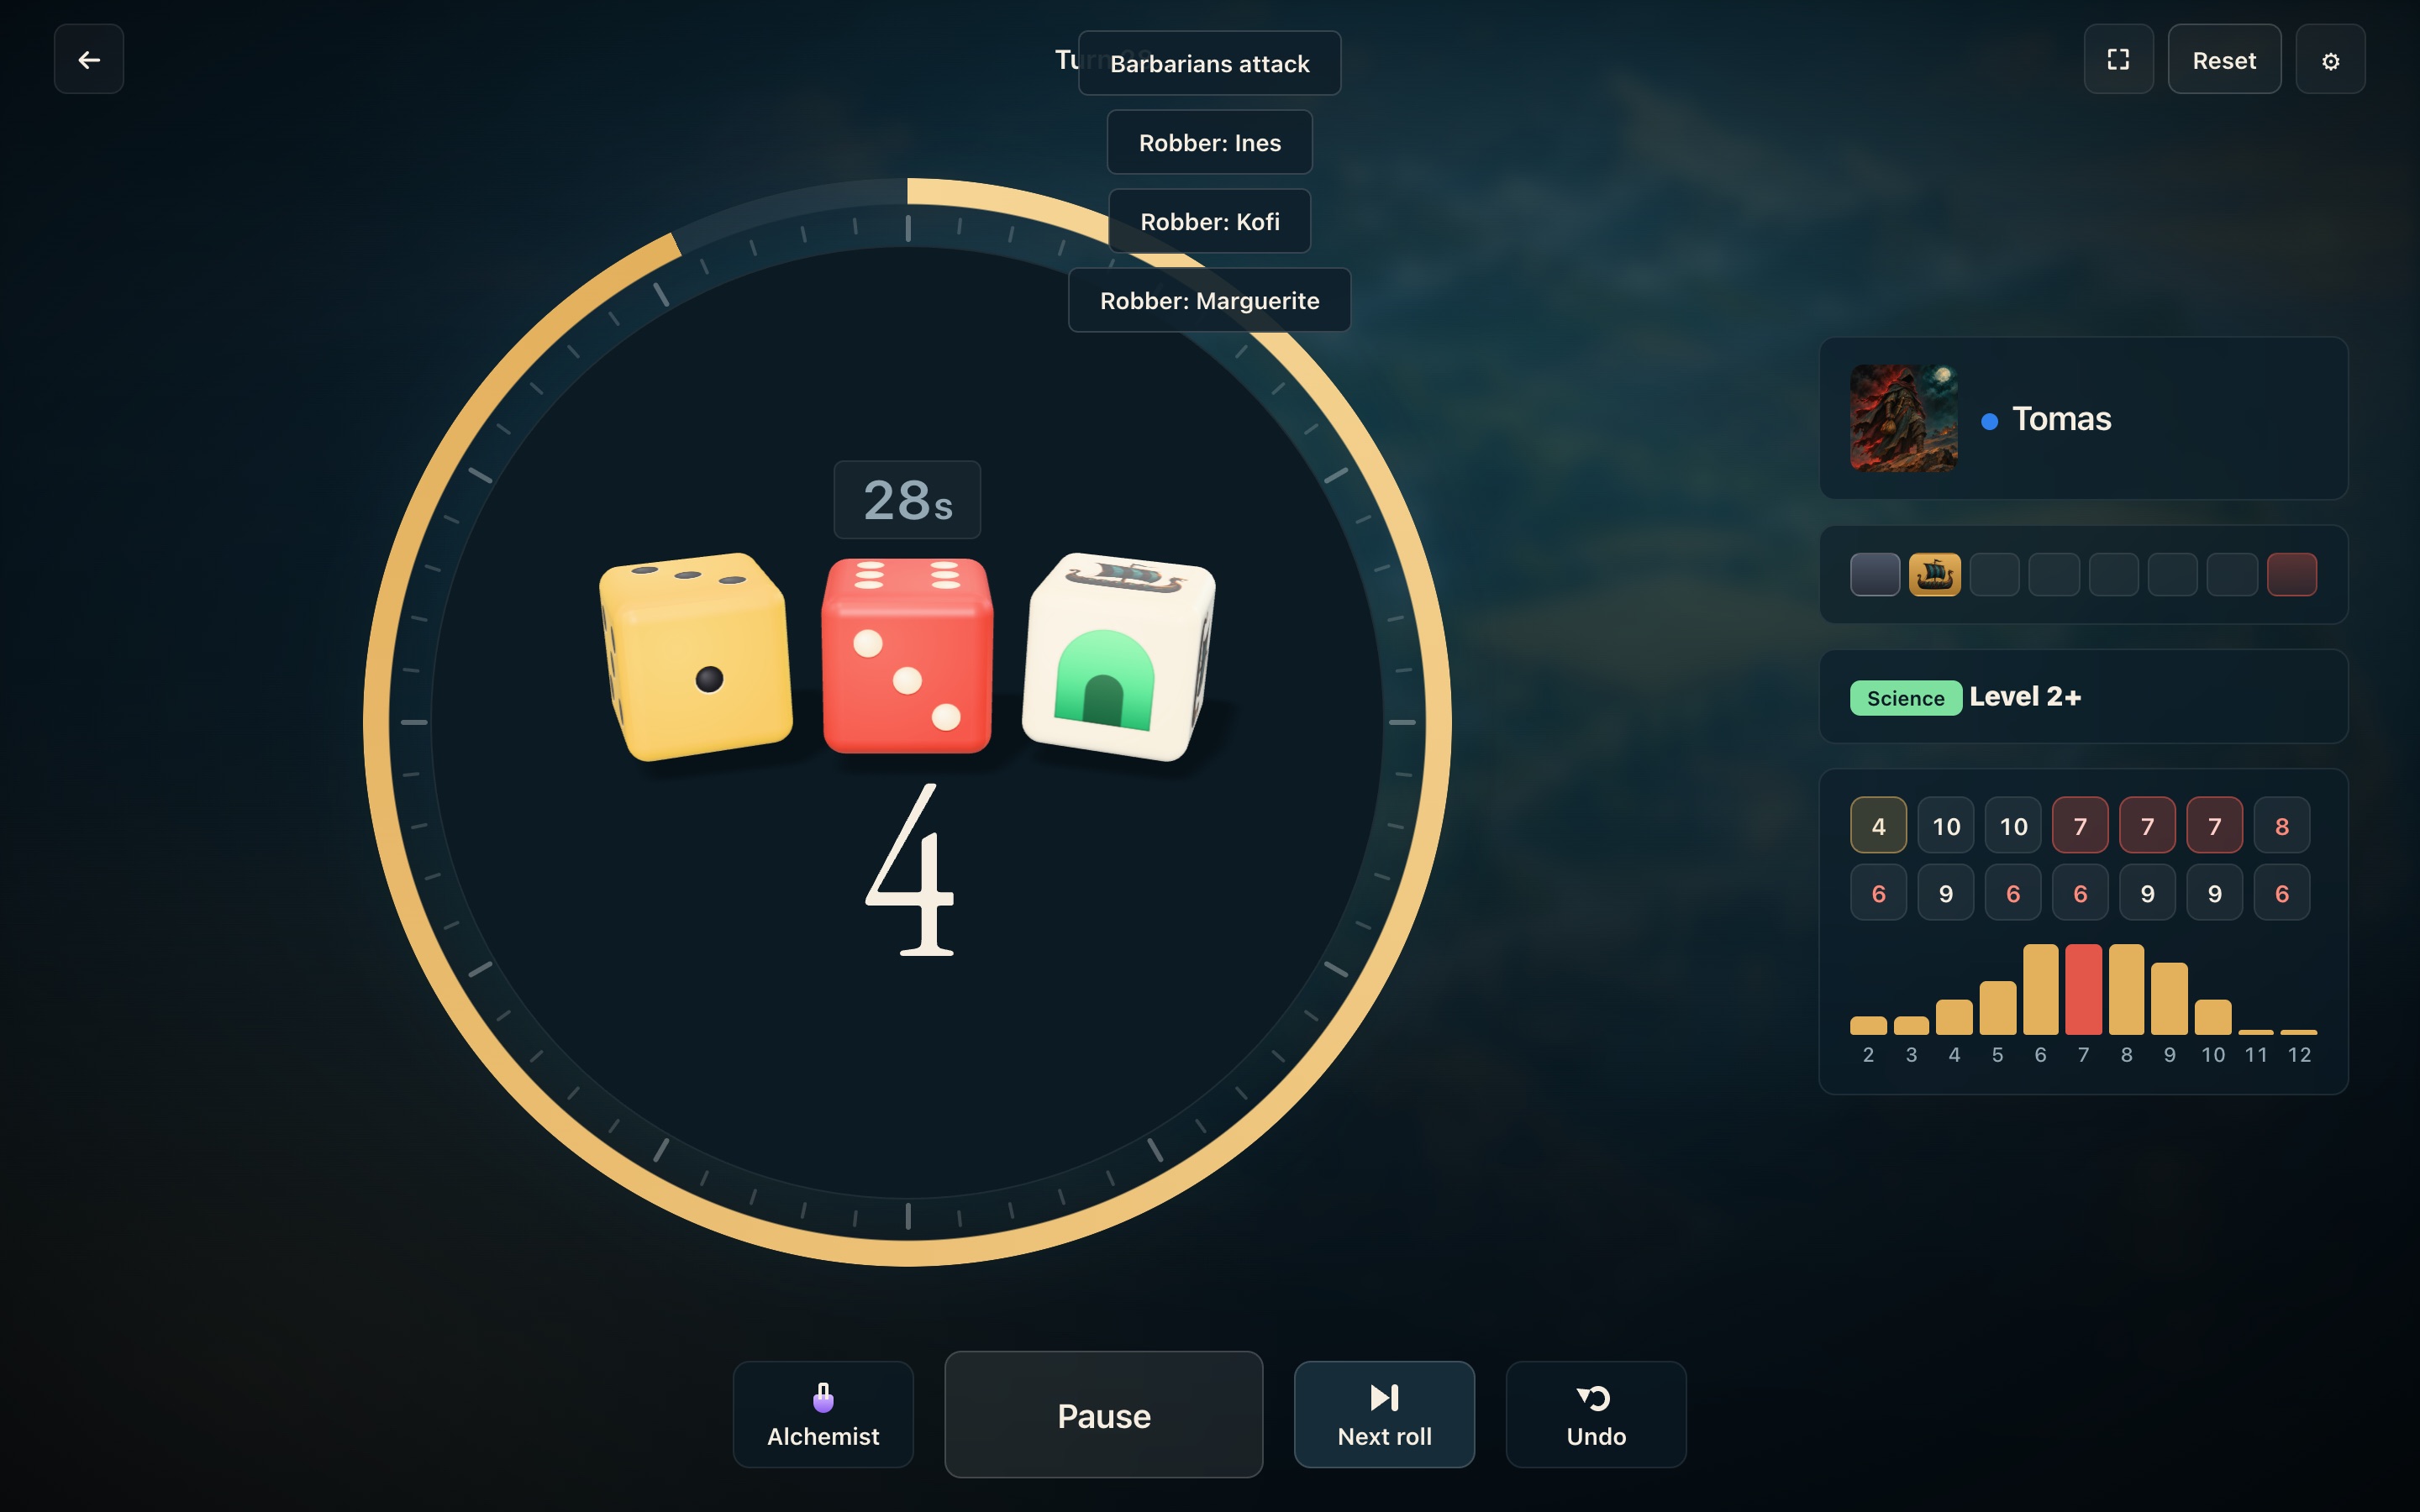 Barbarians attack
Reset
Robber: Ines
Robber: Kofi
Robber: Marguerite
Tomas
28s
Science Level 2+
4
4 10 10 7 7 7 8
6 9 6 6 9 9 6
2 3 4 5 6 7 8 9 10 11 12
Alchemist
Pause
Next roll
Undo